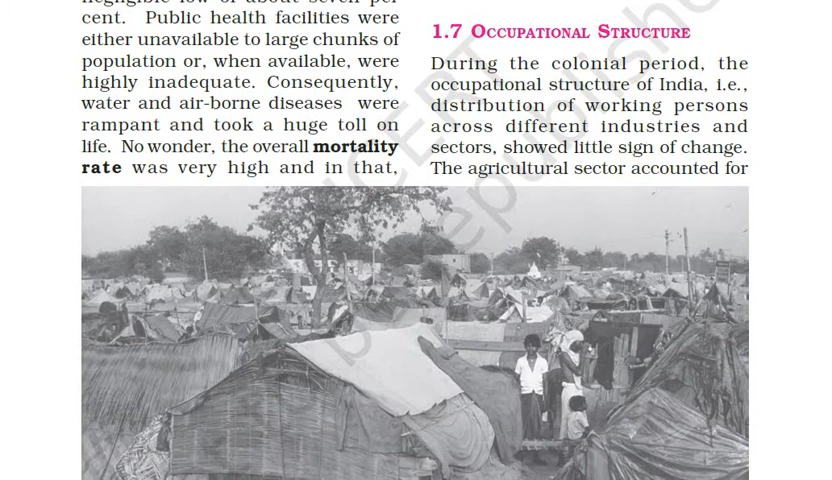 negligible low of about seven per
cent. Public health facilities were
either unavailable to large chunks of
population or, when available, were
highly inadequate. Consequently,
water and air-borne diseases were
rampant and took a huge toll on
life. No wonder, the overall mortality
rate was very high and in that,
1.7 OCCUPATIONAL STRUCTURE
During the colonial period, the
occupational structure of India, i.e.,
distribution of working persons
across different industries and
sectors, showed little sign of change.
The agricultural sector accounted for
NCERT
be republished